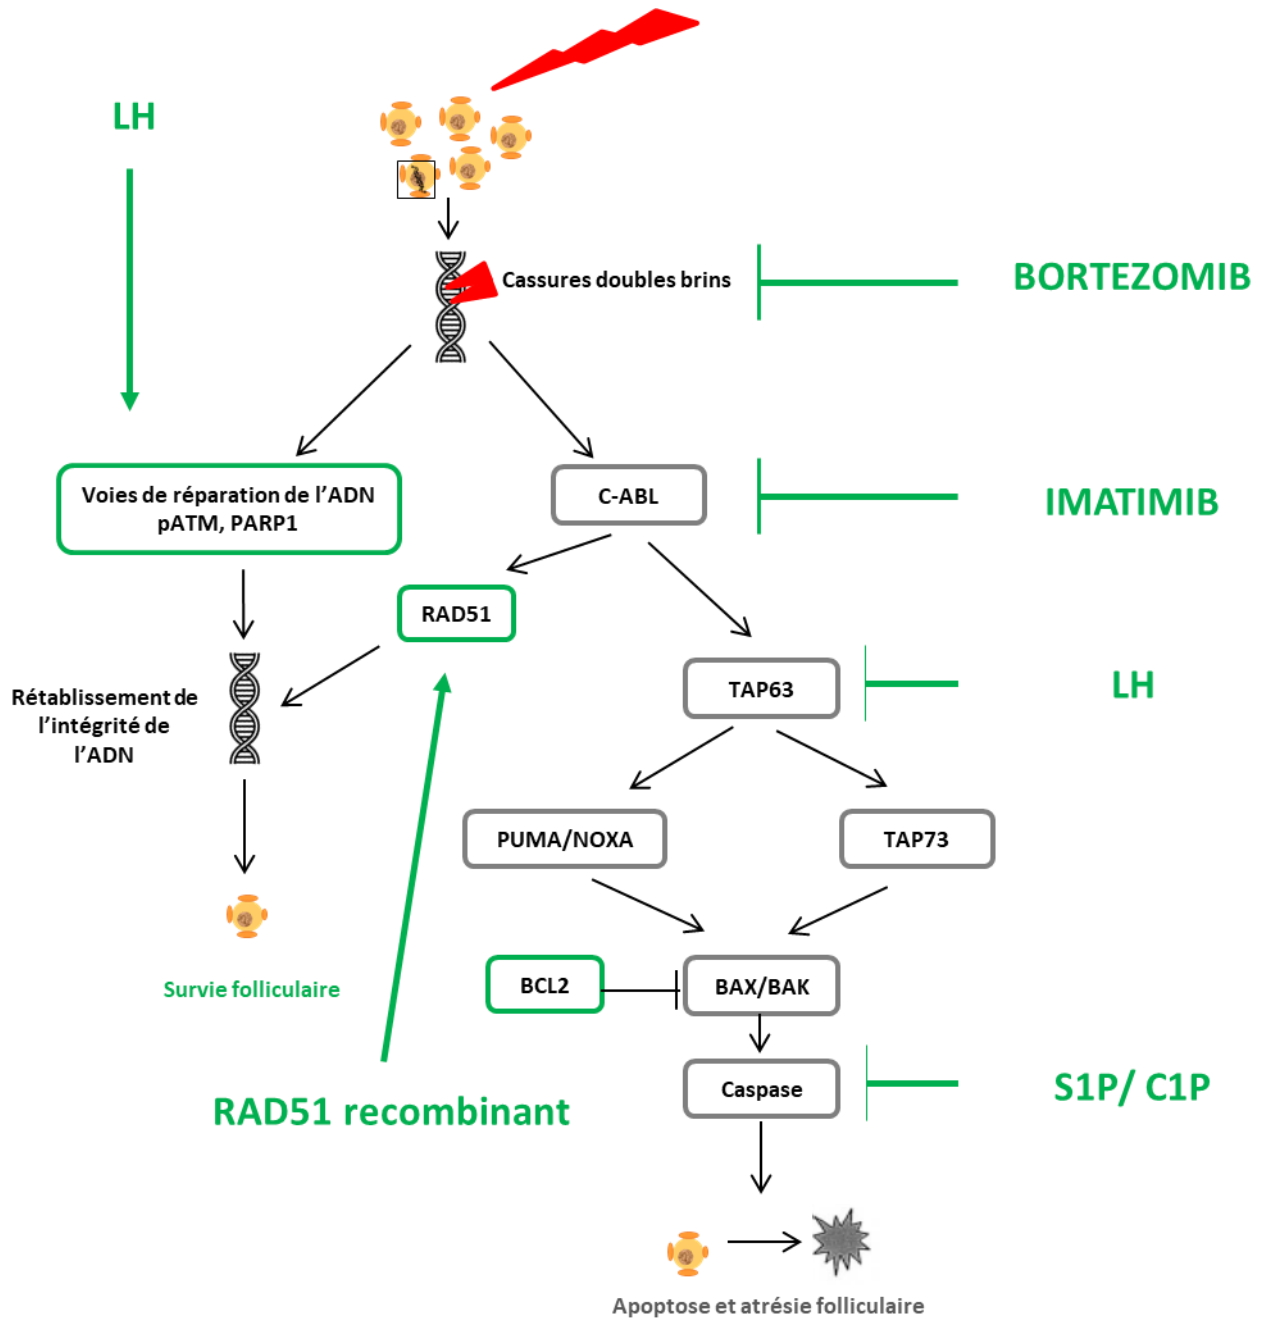 LH
Cassures doubles brins
BORTEZOMIB
Voies de réparation de l'ADN
pATM, PARP1
C-ABL
IMATIMIB
RAD51
TAP63
LH
Rétablissement de
l'intégrité de
l'ADN
PUMA/NOXA
TAP73
BCL2
BAX/BAK
Survie folliculaire
Caspase
S1P/ C1P
RAD51 recombinant
Apoptose et atrésie folliculaire